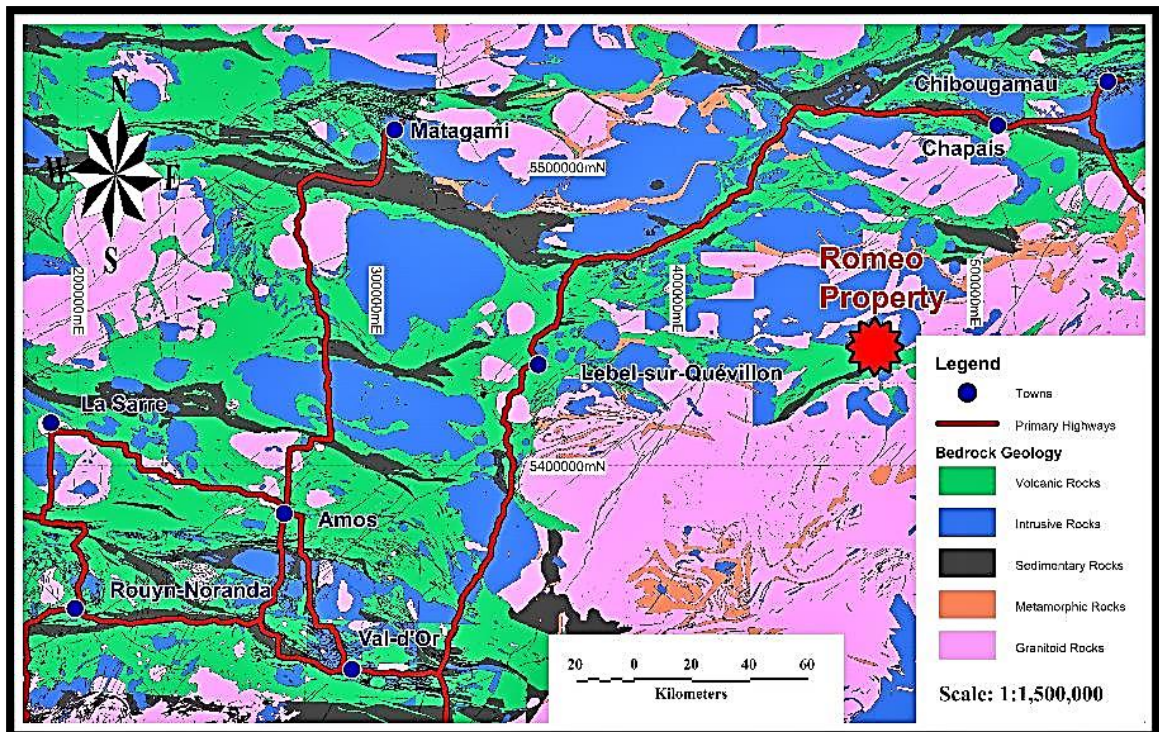 N
Chibougamau
Matagami
Chapais
W
E
5500000mN
S
Romeo
Property
200000mE
300000mE
400000mE
500000mE
Lebel-sur-Quévillon
La Sarre
5400000mN
Amos
Rouyn-Noranda
Val-d'Or
Legend
Towns
Primary Highways
Bedrock Geology
Volcanic Rocks
Intrusive Rocks
Sedimentary Rocks
Metamorphic Rocks
Granitoid Rocks
20 0 20 40 60
Kilometers
Scale: 1:1,500,000